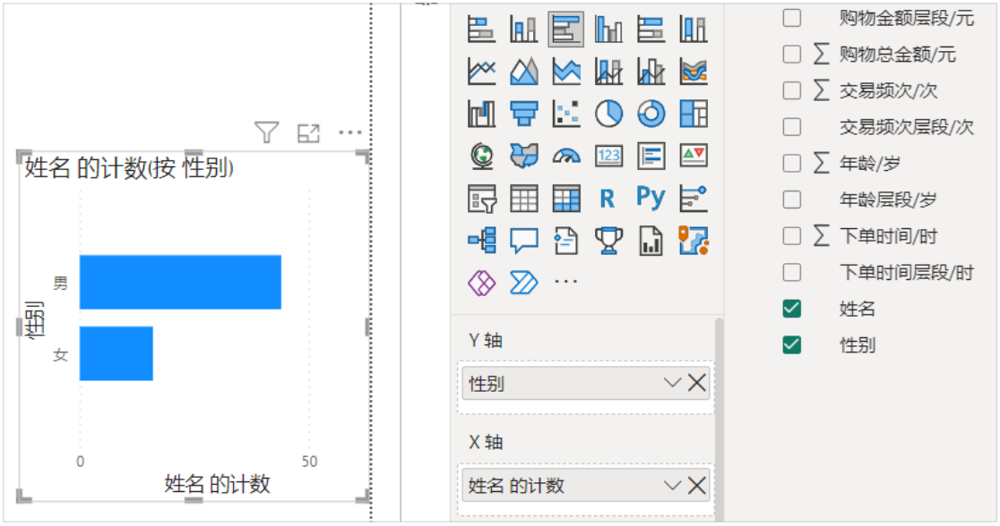 姓名 的计数(按 性别)
男
女
性别
0
50
姓名 的计数
123
R
Py
Y 轴
性别
X 轴
姓名 的计数
购物金额层段/元
∑ 购物总金额/元
∑ 交易频次/次
交易频次层段/次
∑ 年龄/岁
年龄层段/岁
∑ 下单时间/时
下单时间层段/时
姓名
性别